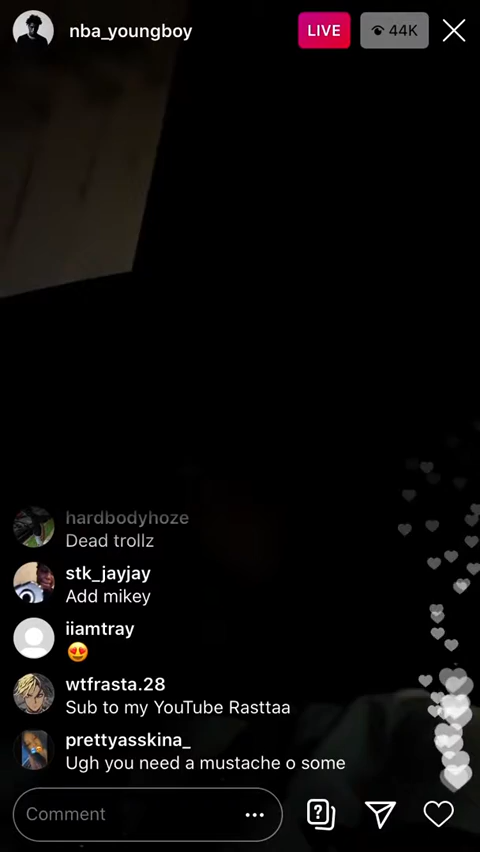 nba_youngboy
LIVE
44K
hardbodyhoze
Dead trollz
stk_jayjay
Add mikey
iiamtray
😍
wtfrasta.28
Sub to my YouTube Rasttaa
prettyasskina_
Ugh you need a mustache o some
Comment